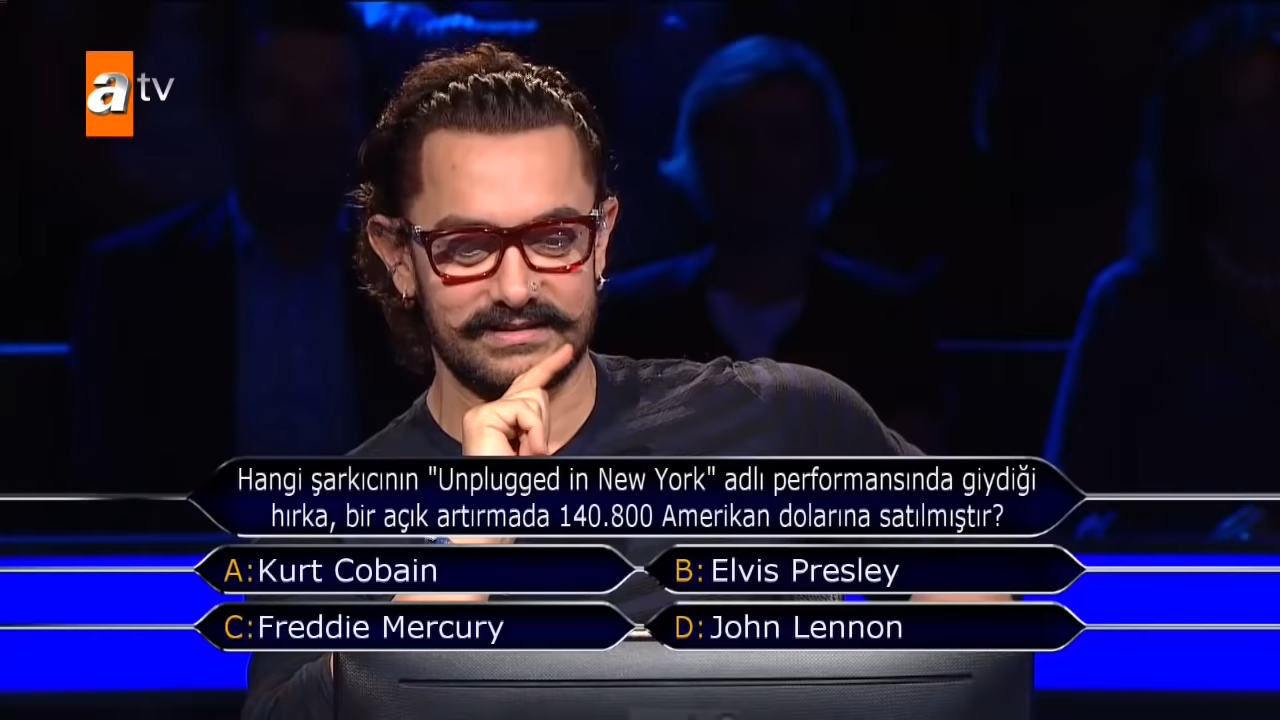 atv
Hangi şarkıcının "Unplugged in New York" adlı performansında giydiği
hırka, bir açık artırmada 140.800 Amerikan dolarına satılmıştır?
A: Kurt Cobain
B: Elvis Presley
C: Freddie Mercury
D: John Lennon